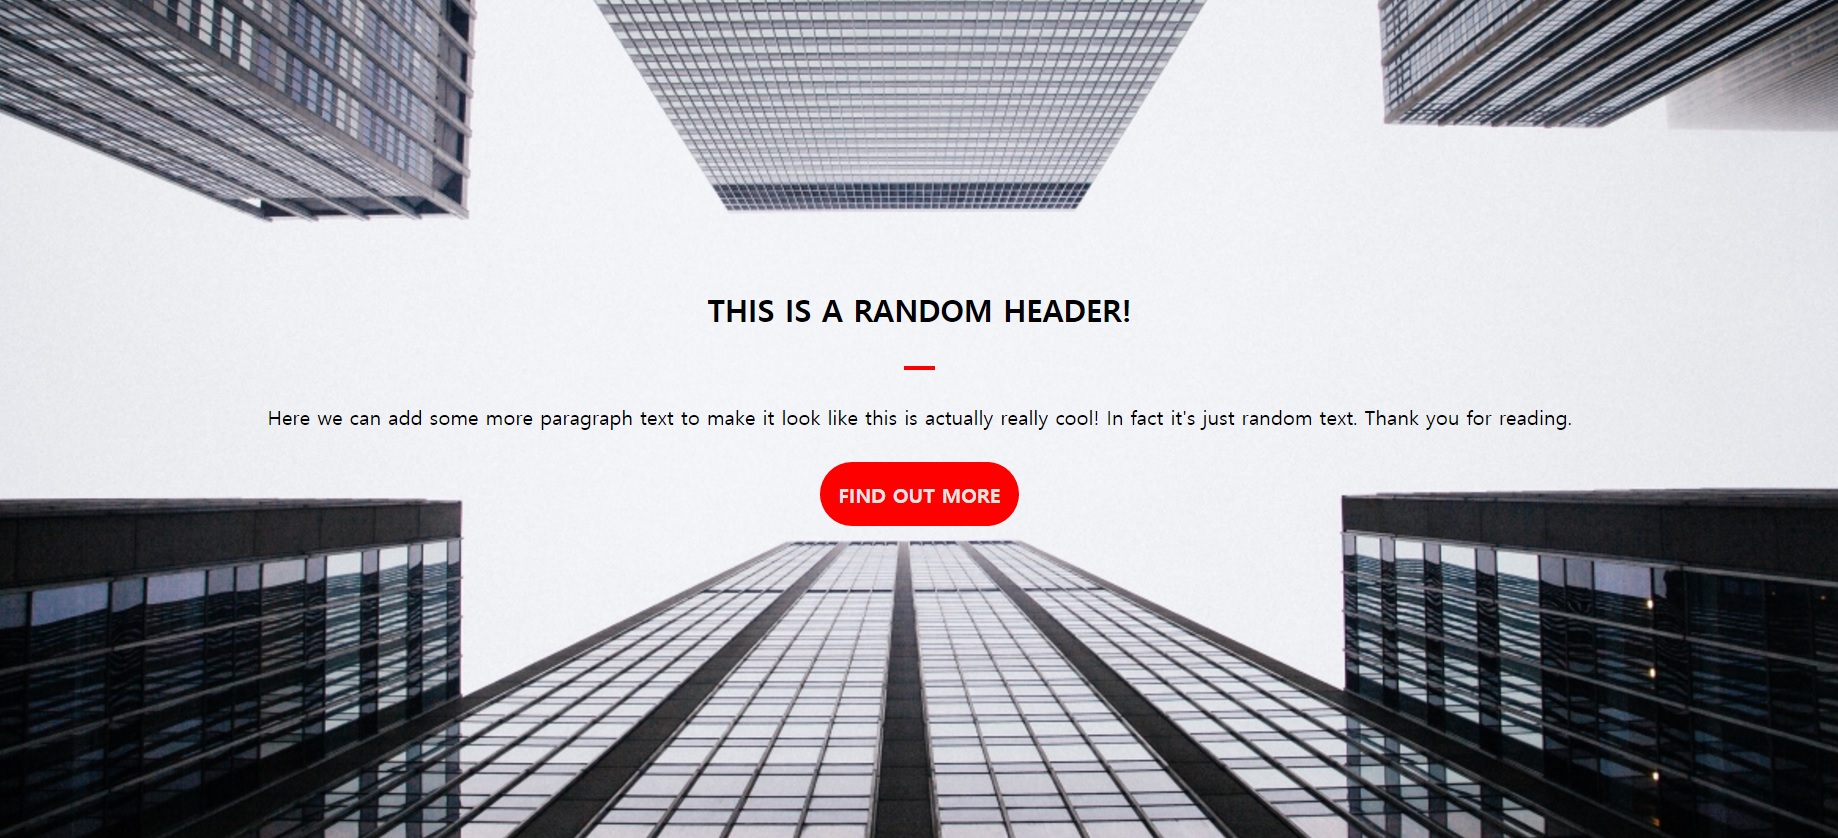 THIS IS A RANDOM HEADER!
Here we can add some more paragraph text to make it look like this is actually really cool! In fact it's just random text. Thank you for reading.
FIND OUT MORE